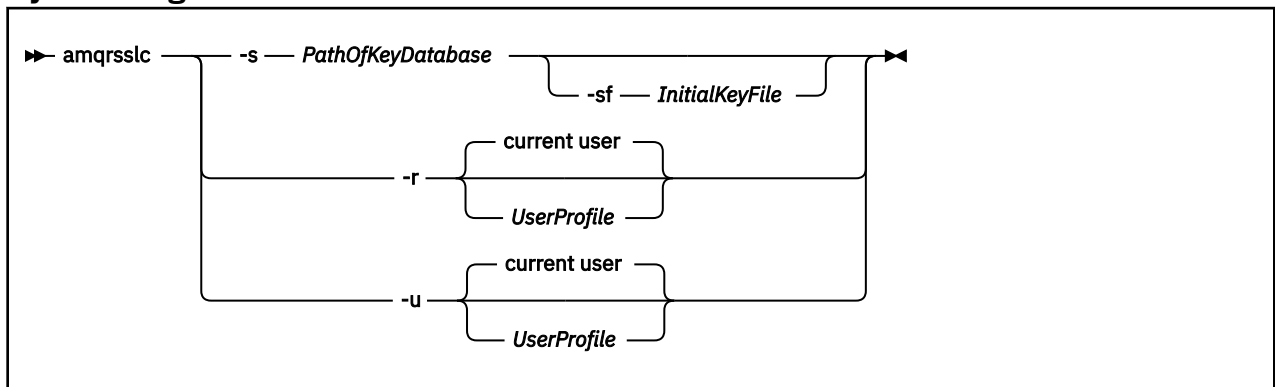 amqrsslc -s PathOfKeyDatabase
-sf InitialKeyFile
current user
-r
UserProfile
current user
-u
UserProfile